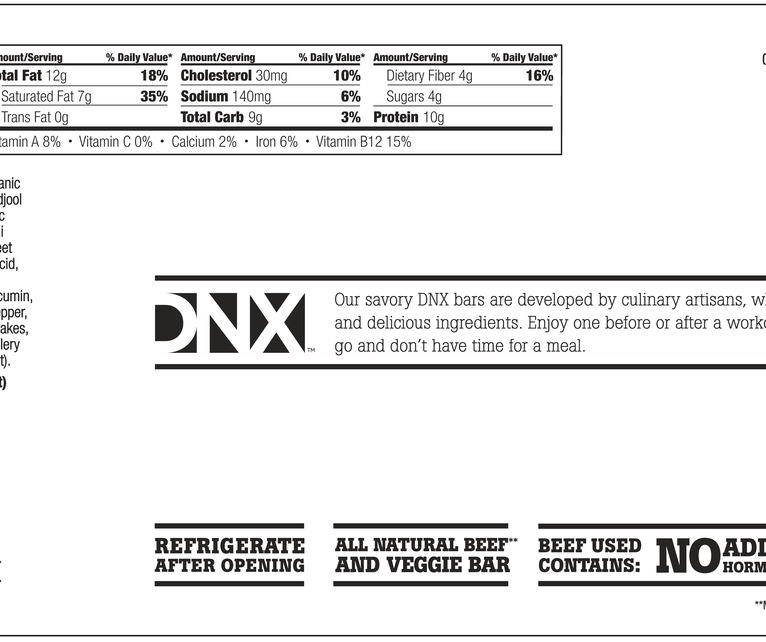 mount/Serving % Daily Value* Amount/Serving % Daily Value* Amount/Serving % Daily Value*
otal Fat 12g 18% Cholesterol 30mg 10% Dietary Fiber 4g 16%
Saturated Fat 7g 35% Sodium 140mg 6% Sugars 4g
Trans Fat 0g Total Carb 9g 3% Protein 10g
tamin A 8% • Vitamin C 0% • Calcium 2% • Iron 6% • Vitamin B12 15%
anic
djool
c
i
eet
cid,
cumin,
epper,
akes,
lery
t).
t)
DNX™
Our savory DNX bars are developed by culinary artisans, w
and delicious ingredients. Enjoy one before or after a work
go and don't have time for a meal.
REFRIGERATE
AFTER OPENING
ALL NATURAL BEEF**
AND VEGGIE BAR
BEEF USED
CONTAINS:
NO ADD
HORM